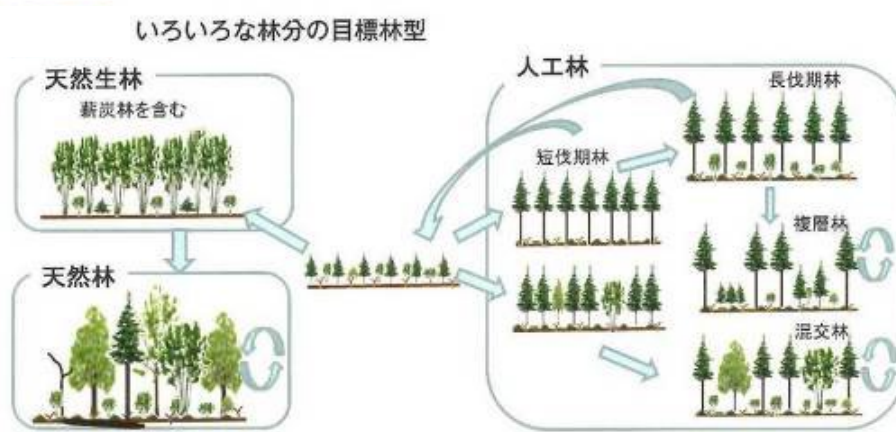 いろいろな林分の目標林型
天然生林
薪炭林を含む
天然林
人工林
長伐期林
短伐期林
複層林
混交林